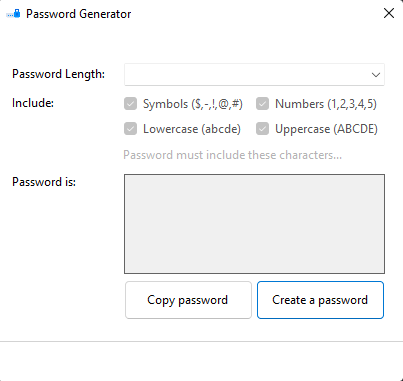 Password Generator
Password Length:
Include:
Symbols ($,-,!,@,#)
Numbers (1,2,3,4,5)
Lowercase (abcde)
Uppercase (ABCDE)
Password must include these characters...
Password is:
Copy password
Create a password